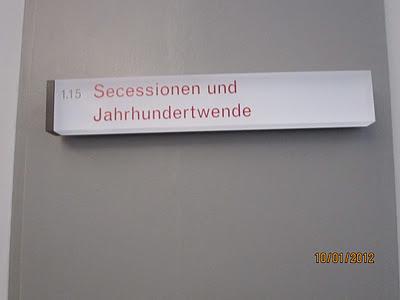 1.15 Secessionen und
Jahrhundertwende
10/01/2012